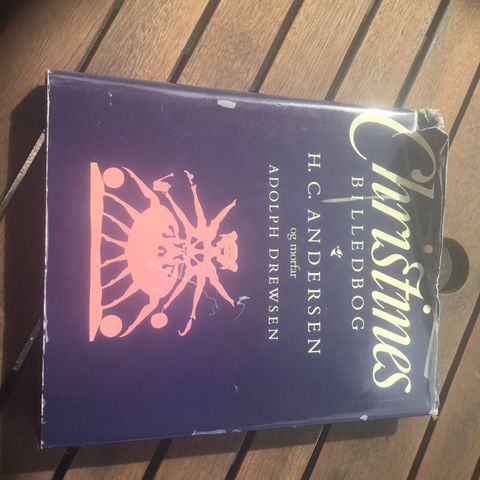 Christines
BILLEDBOG
H. C. ANDERSEN
og morfar
ADOLPH DREWSEN